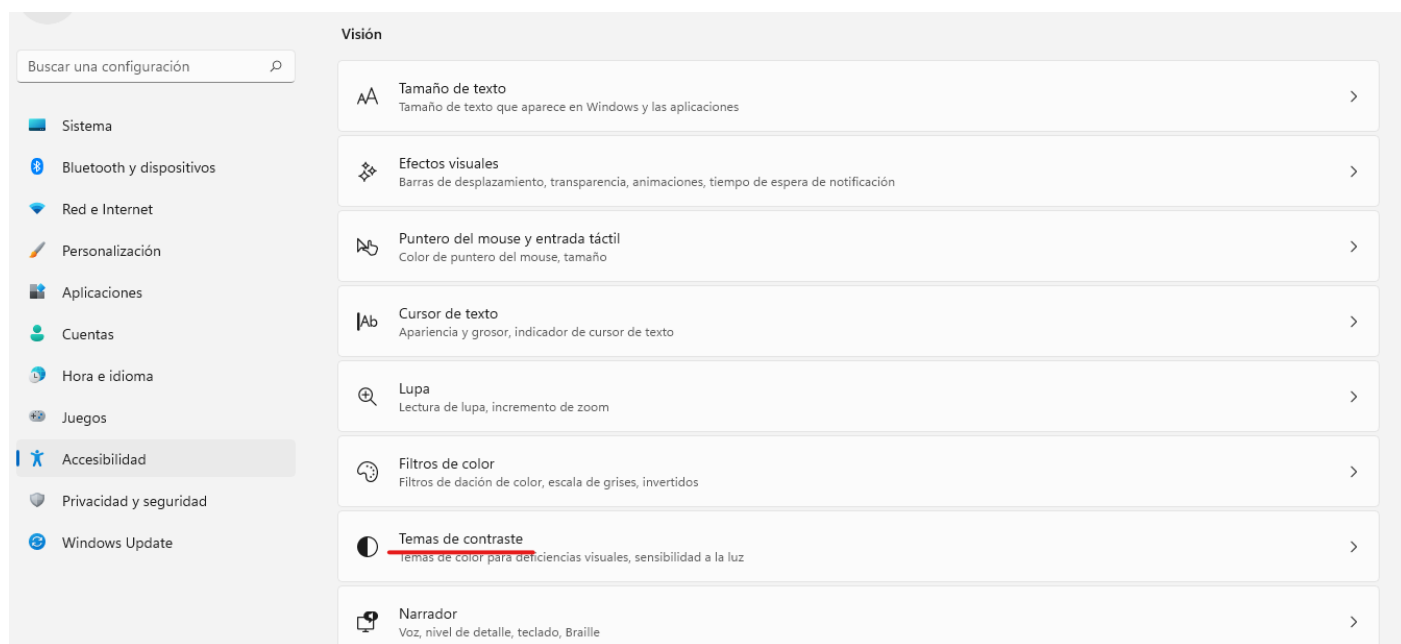 Visión
Buscar una configuración
Sistema
Bluetooth y dispositivos
Red e Internet
Personalización
Aplicaciones
Cuentas
Hora e idioma
Juegos
Accesibilidad
Privacidad y seguridad
Windows Update
Tamaño de texto
Tamaño de texto que aparece en Windows y las aplicaciones
Efectos visuales
Barras de desplazamiento, transparencia, animaciones, tiempo de espera de notificación
Puntero del mouse y entrada táctil
Color de puntero del mouse, tamaño
Ab
Cursor de texto
Apariencia y grosor, indicador de cursor de texto
Lupa
Lectura de lupa, incremento de zoom
Filtros de color
Filtros de dación de color, escala de grises, invertidos
Temas de contraste
Temas de color para deficiencias visuales, sensibilidad a la luz
Narrador
Voz, nivel de detalle, teclado, Braille